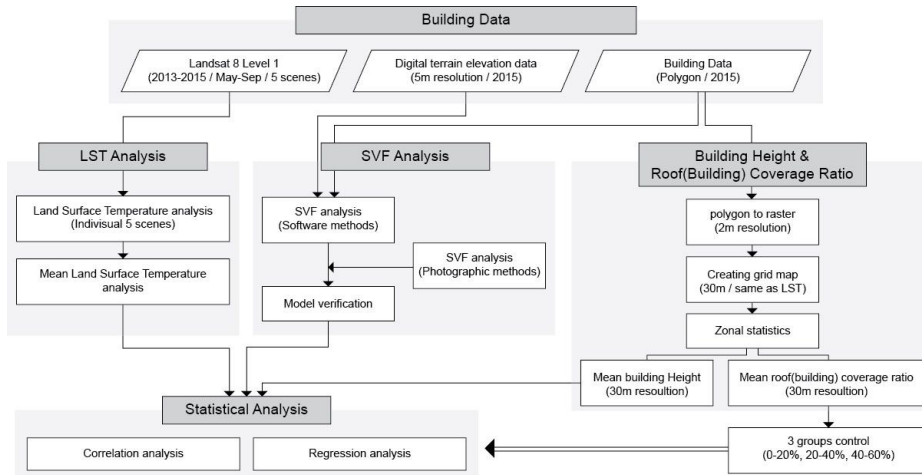 Building Data
Landsat 8 Level 1
(2013-2015 / May-Sep / 5 scenes)
Digital terrain elevation data
(5m resolution / 2015)
Building Data
(Polygon / 2015)
LST Analysis
Land Surface Temperature analysis
(Indivisual 5 scenes)
Mean Land Surface Temperature
analysis
SVF Analysis
SVF analysis
(Software methods)
SVF analysis
(Photographic methods)
Model verification
Building Height &
Roof(Building) Coverage Ratio
polygon to raster
(2m resolution)
Creating grid map
(30m / same as LST)
Zonal statistics
Mean building Height
(30m resoultion)
Mean roof(building) coverage ratio
(30m resoultion)
3 groups control
(0-20%, 20-40%, 40-60%)
Statistical Analysis
Correlation analysis
Regression analysis